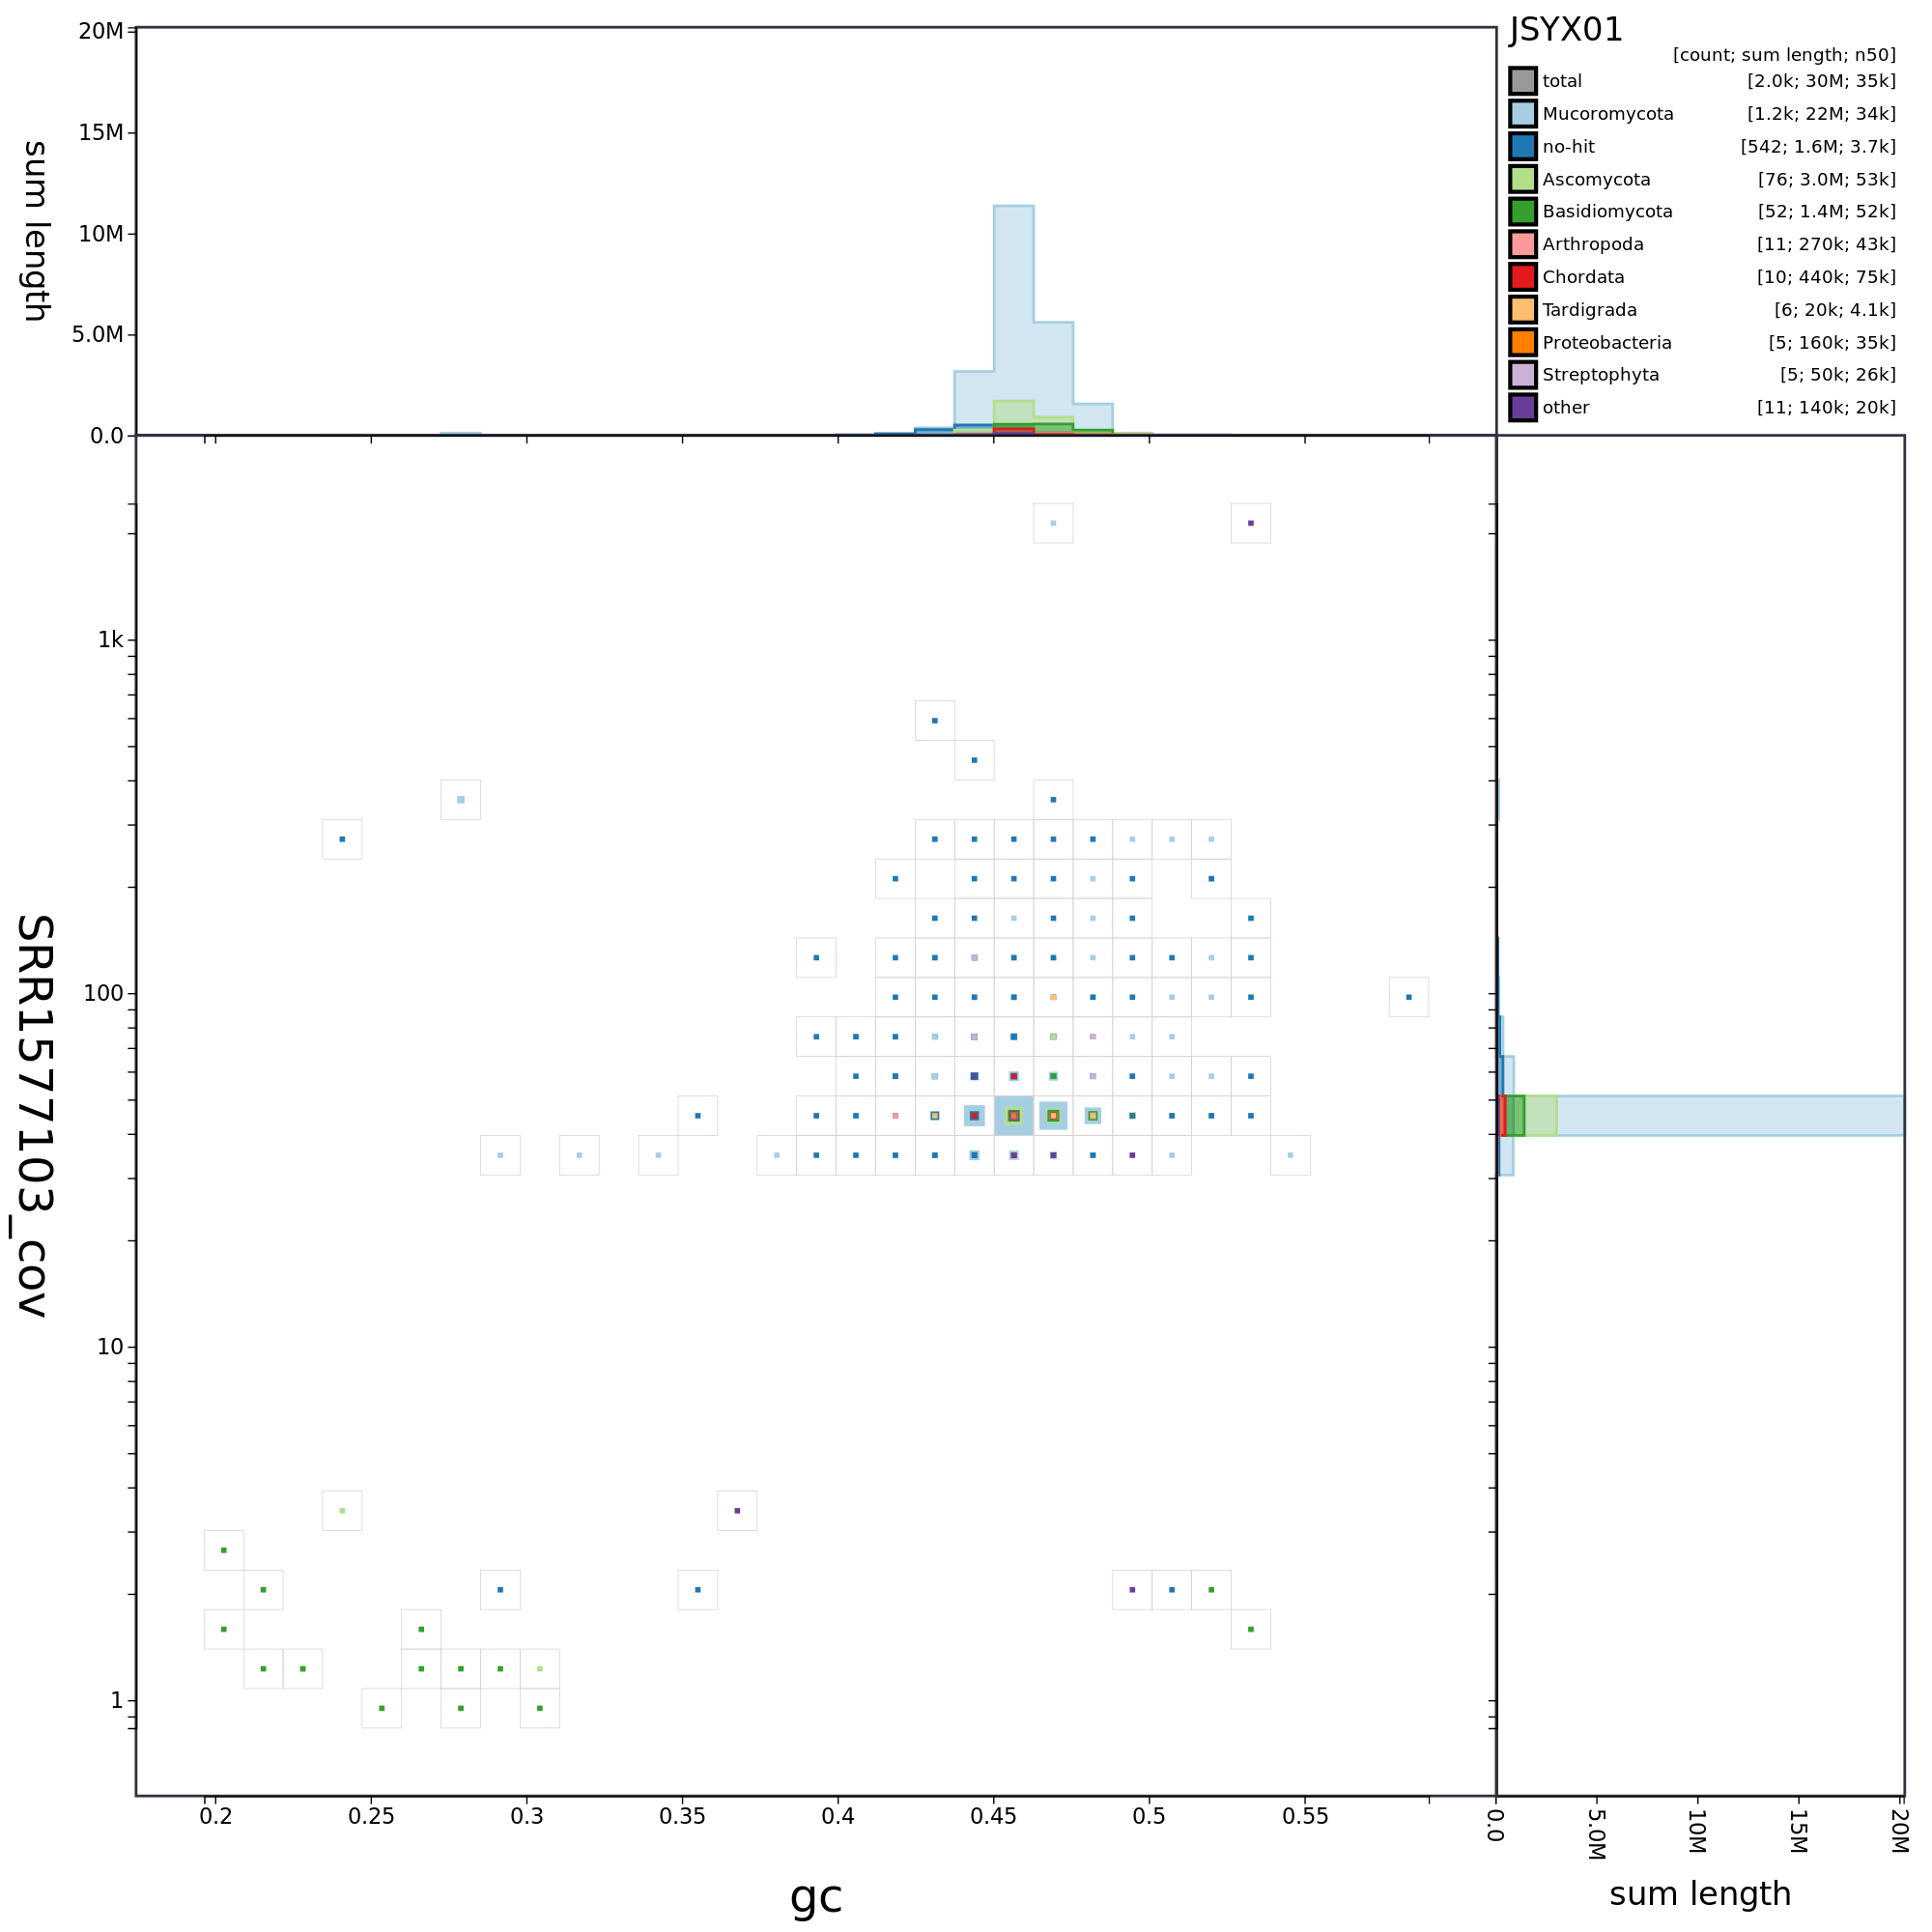 JSYX01
[count; sum length; n50]
total [2.0k; 30M; 35k]
Mucoromycota [1.2k; 22M; 34k]
no-hit [542; 1.6M; 3.7k]
Ascomycota [76; 3.0M; 53k]
Basidiomycota [52; 1.4M; 52k]
Arthropoda [11; 270k; 43k]
Chordata [10; 440k; 75k]
Tardigrada [6; 20k; 4.1k]
Proteobacteria [5; 160k; 35k]
Streptophyta [5; 50k; 26k]
other [11; 140k; 20k]
sum length
20M
15M
10M
5.0M
0.0
SRR1577103_cov
1k
100
10
1
0.2 0.25 0.3 0.35 0.4 0.45 0.5 0.55
gc
0.0 5.0M 10M 15M 20M
sum length